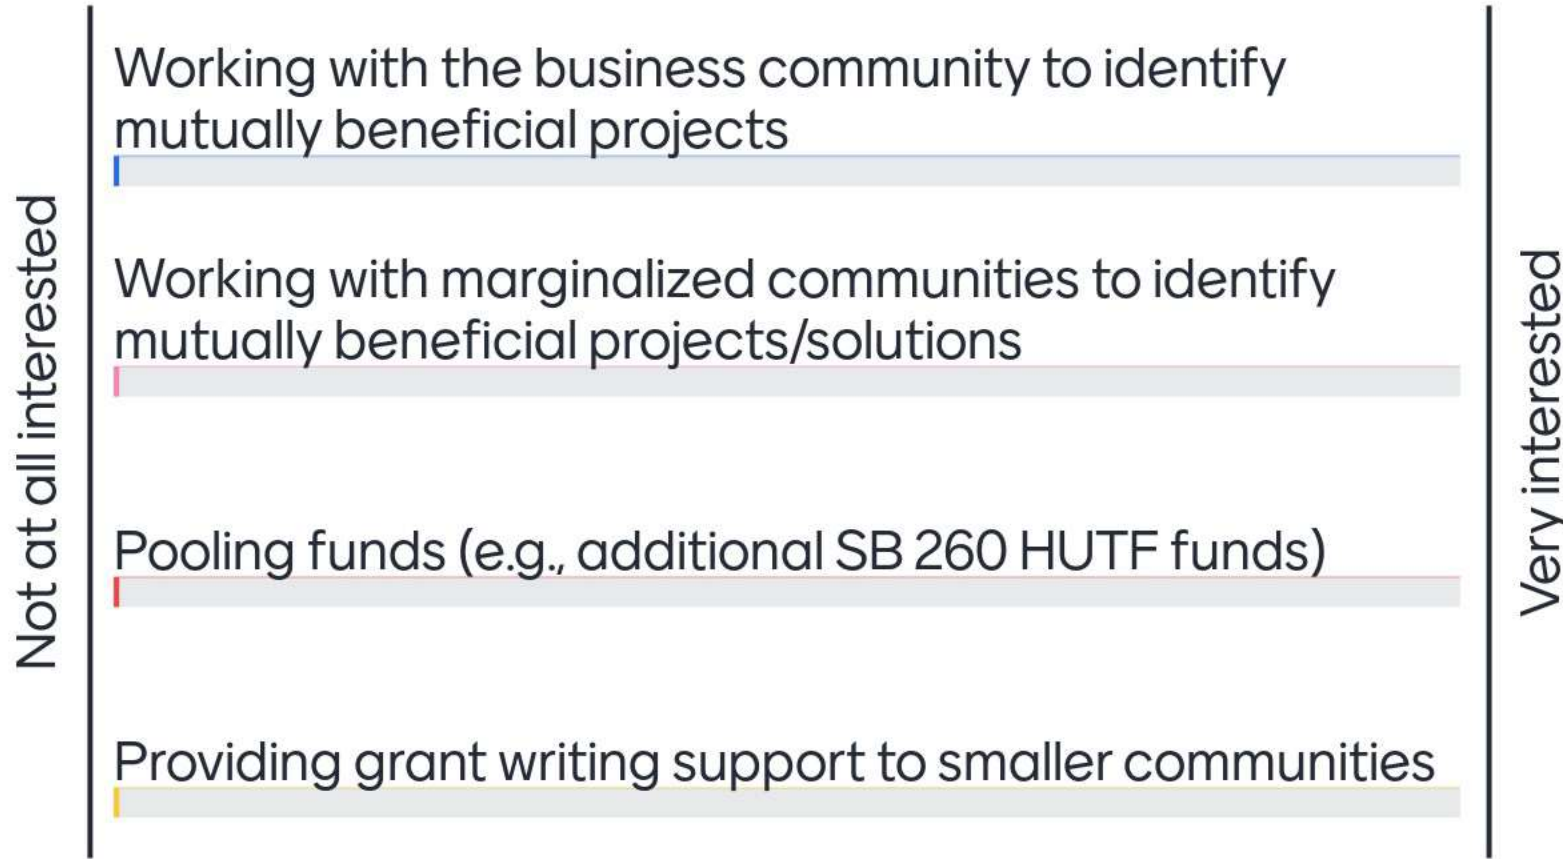 Not at all interested
Working with the business community to identify
mutually beneficial projects
Working with marginalized communities to identify
mutually beneficial projects/solutions
Pooling funds (e.g., additional SB 260 HUTF funds)
Providing grant writing support to smaller communities
Very interested